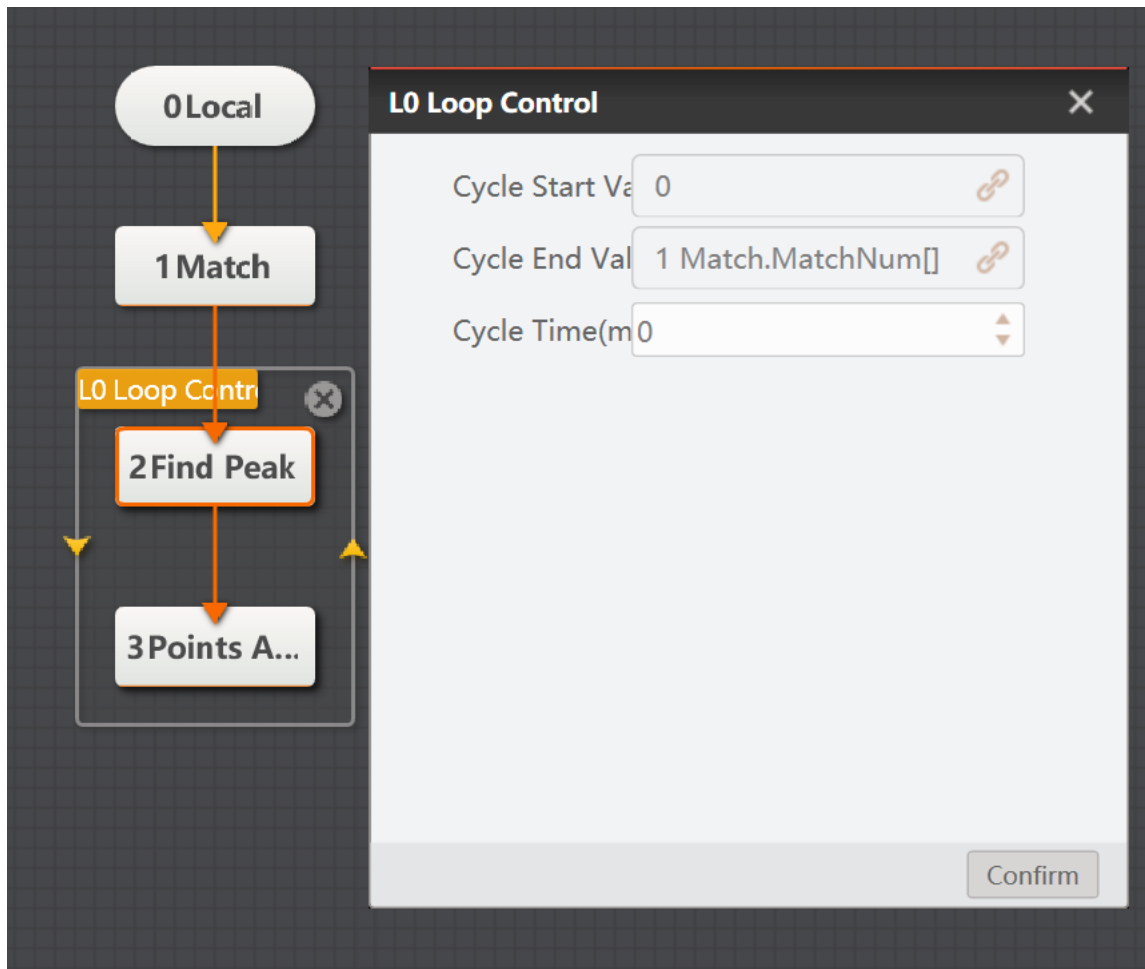 0Local
1Match
L0 Loop Contr
2Find Peak
3Points A...
L0 Loop Control
Cycle Start Va 0
Cycle End Val 1 Match.MatchNum[]
Cycle Time(m 0
Confirm